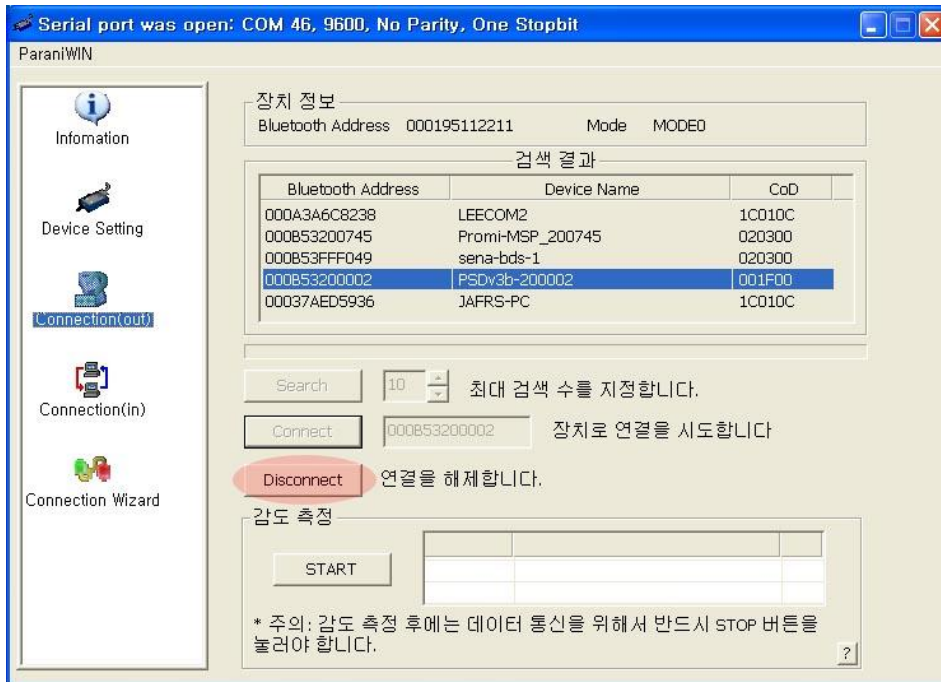 Serial port was open: COM 46, 9600, No Parity, One Stopbit
ParaniWIN
Infomation
Device Setting
Connection(out)
Connection(in)
Connection Wizard
장치 정보
Bluetooth Address 000195112211 Mode MODE0
검색 결과
Bluetooth Address Device Name CoD
000A3A6C8238 LEECOM2 1C010C
000B53200745 Promi-MSP_200745 020300
000B53FFF049 sena-bds-1 020300
000B53200002 PSDv3b-200002 001F00
00037AED5936 JAFRS-PC 1C010C
Search 10 최대 검색 수를 지정합니다.
Connect 000B53200002 장치로 연결을 시도합니다
Disconnect 연결을 해제합니다.
감도 측정
START
* 주의: 감도 측정 후에는 데이터 통신을 위해서 반드시 STOP 버튼을
눌러야 합니다.
?